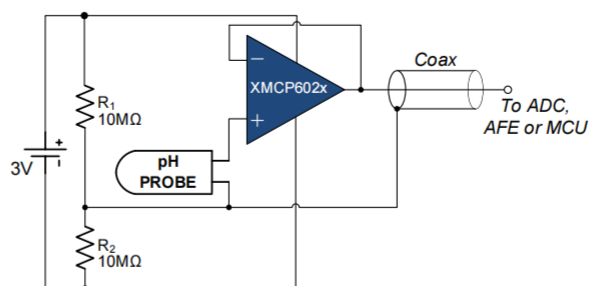 Coax
R1
10MΩ
XMCP602x
−
+
To ADC,
AFE or MCU
+
-
3V
pH
PROBE
R2
10MΩ